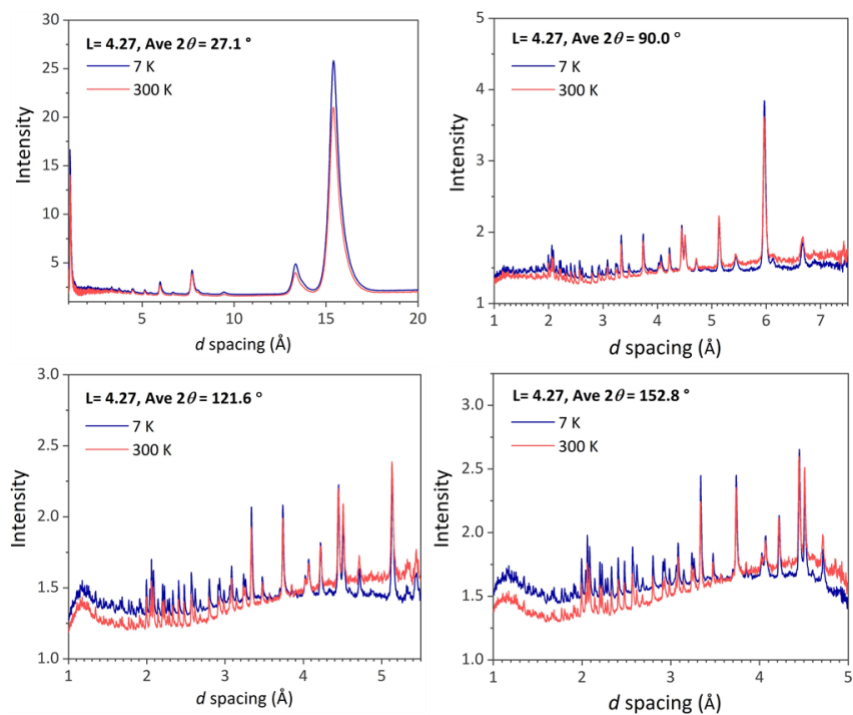 L= 4.27, Ave 2θ = 27.1 °
7 K
300 K
Intensity
30
25
20
15
10
5
5
10
15
20
d spacing (Å)
L= 4.27, Ave 2θ = 90.0 °
7 K
300 K
Intensity
5
4
3
2
1
1
2
3
4
5
6
7
d spacing (Å)
L= 4.27, Ave 2θ = 121.6 °
7 K
300 K
Intensity
3.0
2.5
2.0
1.5
1.0
1
2
3
4
5
d spacing (Å)
L= 4.27, Ave 2θ = 152.8 °
7 K
300 K
Intensity
3.0
2.5
2.0
1.5
1.0
1
2
3
4
5
d spacing (Å)